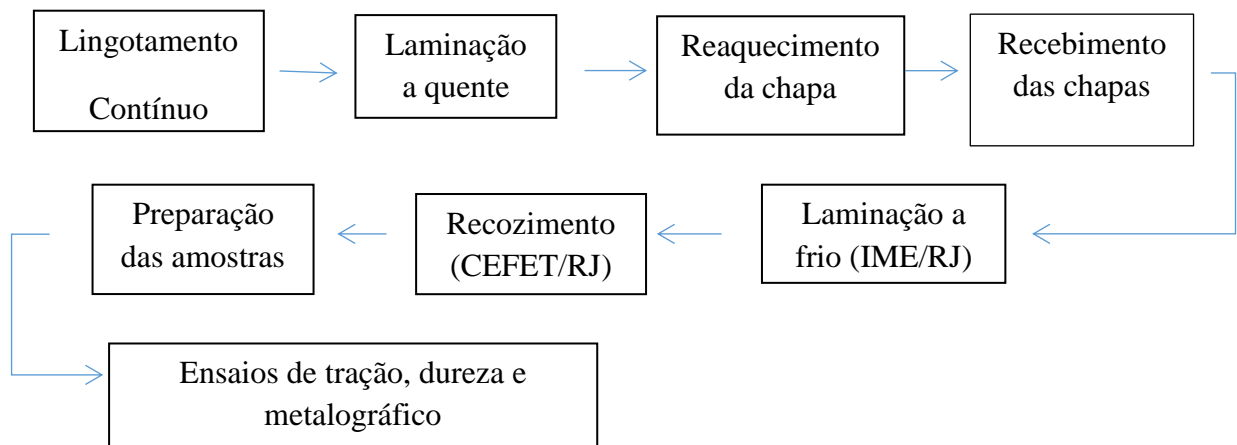 Lingotamento
Contínuo
Laminação
a quente
Reaquecimento
da chapa
Recebimento
das chapas
Laminação a
frio (IME/RJ)
Recozimento
(CEFET/RJ)
Preparação
das amostras
Ensaios de tração, dureza e
metalográfico